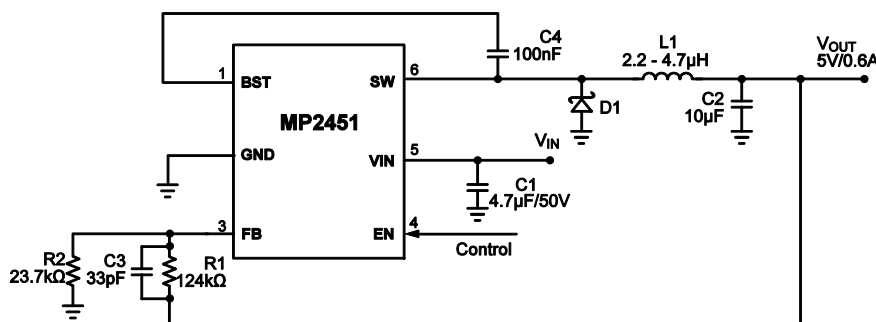 C4
100nF
L1
2.2 - 4.7µH
VOUT
5V/0.6A
1
BST
SW
6
D1
C2
10µF
MP2451
GND
VIN
5
VIN
C1
4.7µF/50V
3
FB
EN
4
Control
R2
23.7kΩ
C3
33pF
R1
124kΩ